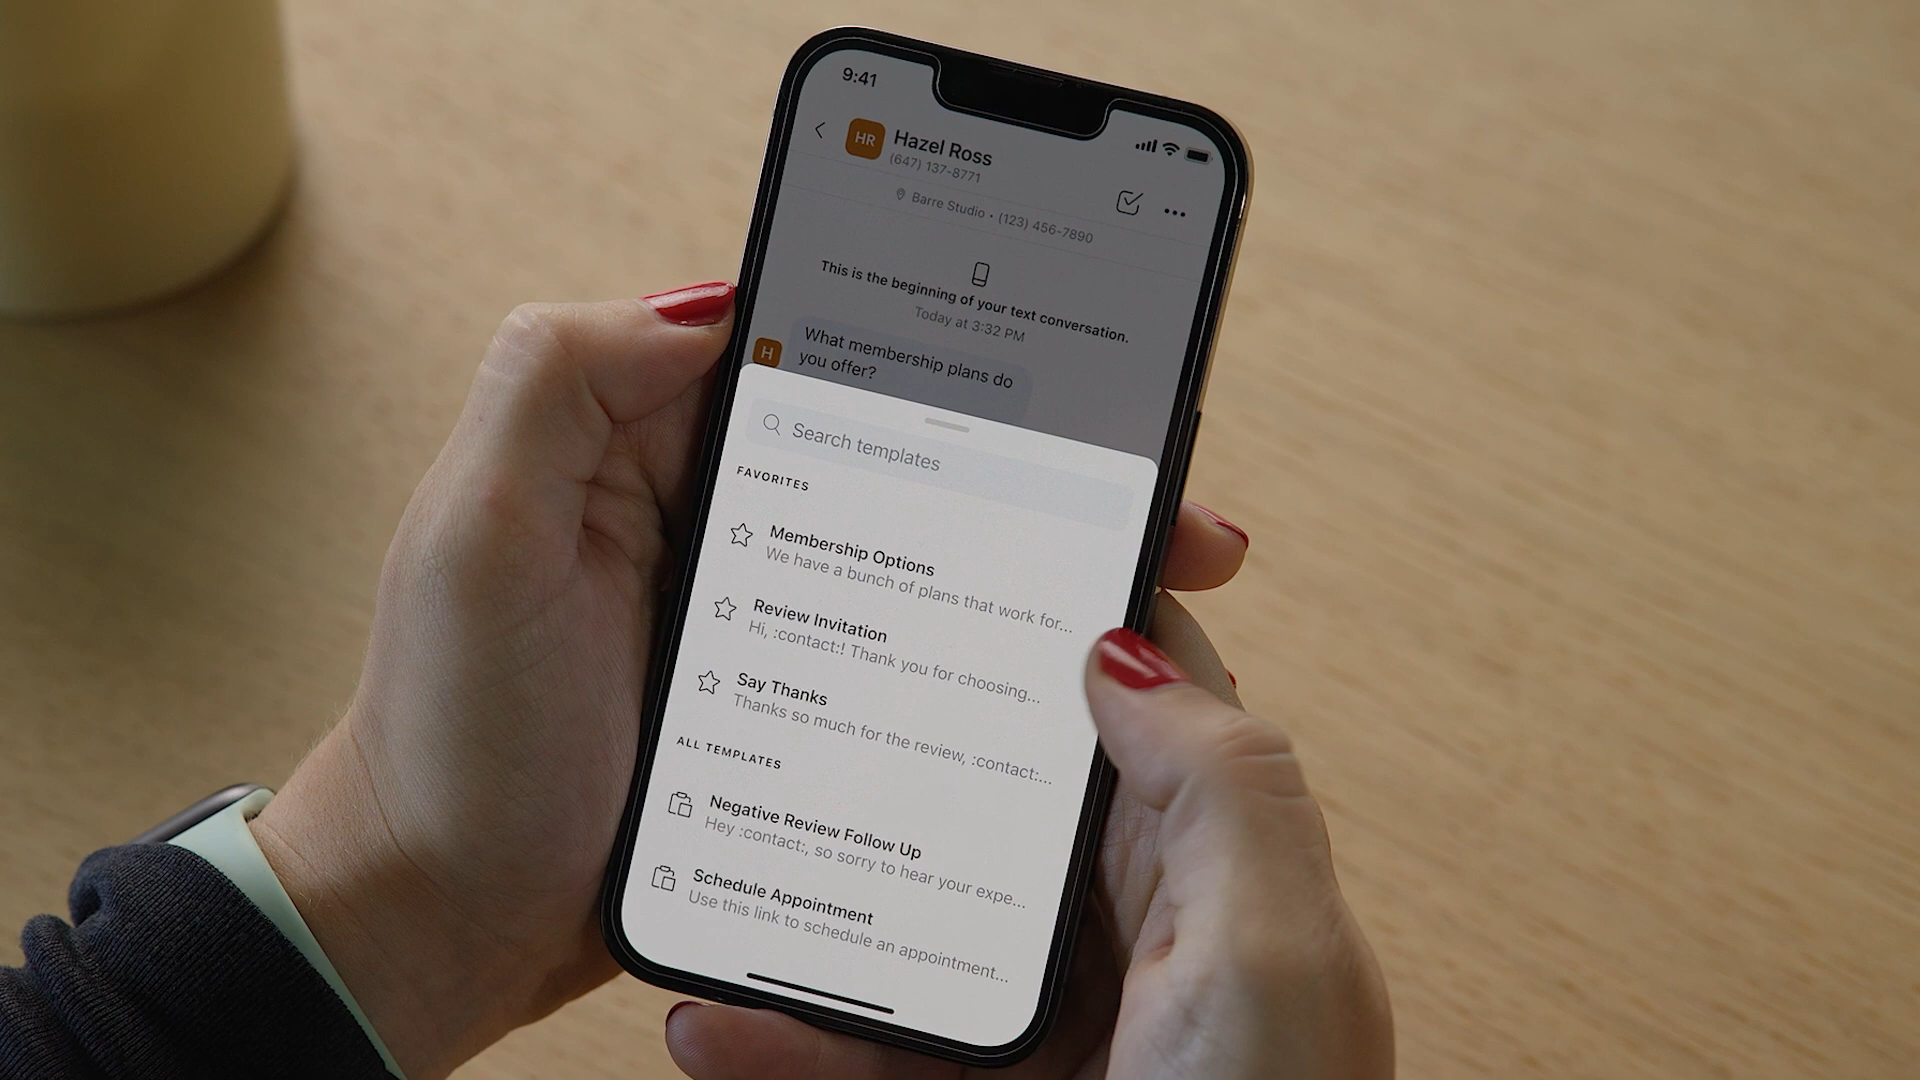 9:41
HR
Hazel Ross
(647) 137-8771
Barre Studio • (123) 456-7890
This is the beginning of your text conversation.
Today at 3:32 PM
H
What membership plans do
you offer?
Search templates
FAVORITES
Membership Options
We have a bunch of plans that work for...
Review Invitation
Hi, :contact:! Thank you for choosing...
Say Thanks
Thanks so much for the review, :contact:...
ALL TEMPLATES
Negative Review Follow Up
Hey :contact:, so sorry to hear your expe...
Schedule Appointment
Use this link to schedule an appointment...